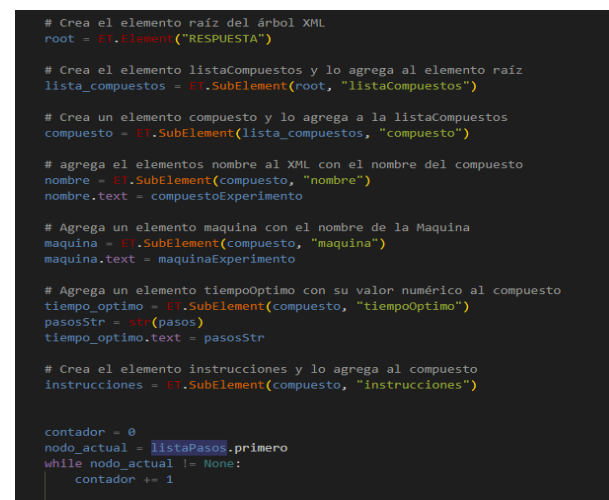 # Crea el elemento raíz del árbol XML
root = ET.Element("RESPUESTA")
# Crea el elemento listaCompuestos y lo agrega al elemento raíz
lista_compuestos = ET.SubElement(root, "listaCompuestos")
# Crea un elemento compuesto y lo agrega a la listaCompuestos
compuesto = ET.SubElement(lista_compuestos, "compuesto")
# agrega el elementos nombre al XML con el nombre del compuesto
nombre = ET.SubElement(compuesto, "nombre")
nombre.text = compuestoExperimento
# Agrega un elemento maquina con el nombre de la Maquina
maquina = ET.SubElement(compuesto, "maquina")
maquina.text = maquinaExperimento
# Agrega un elemento tiempoOptimo con su valor numérico al compuesto
tiempo_optimo = ET.SubElement(compuesto, "tiempoOptimo")
pasosStr = str(pasos)
tiempo_optimo.text = pasosStr
# Crea el elemento instrucciones y lo agrega al compuesto
instrucciones = ET.SubElement(compuesto, "instrucciones")
contador = 0
nodo_actual = listaPasos.primero
while nodo_actual != None:
contador += 1